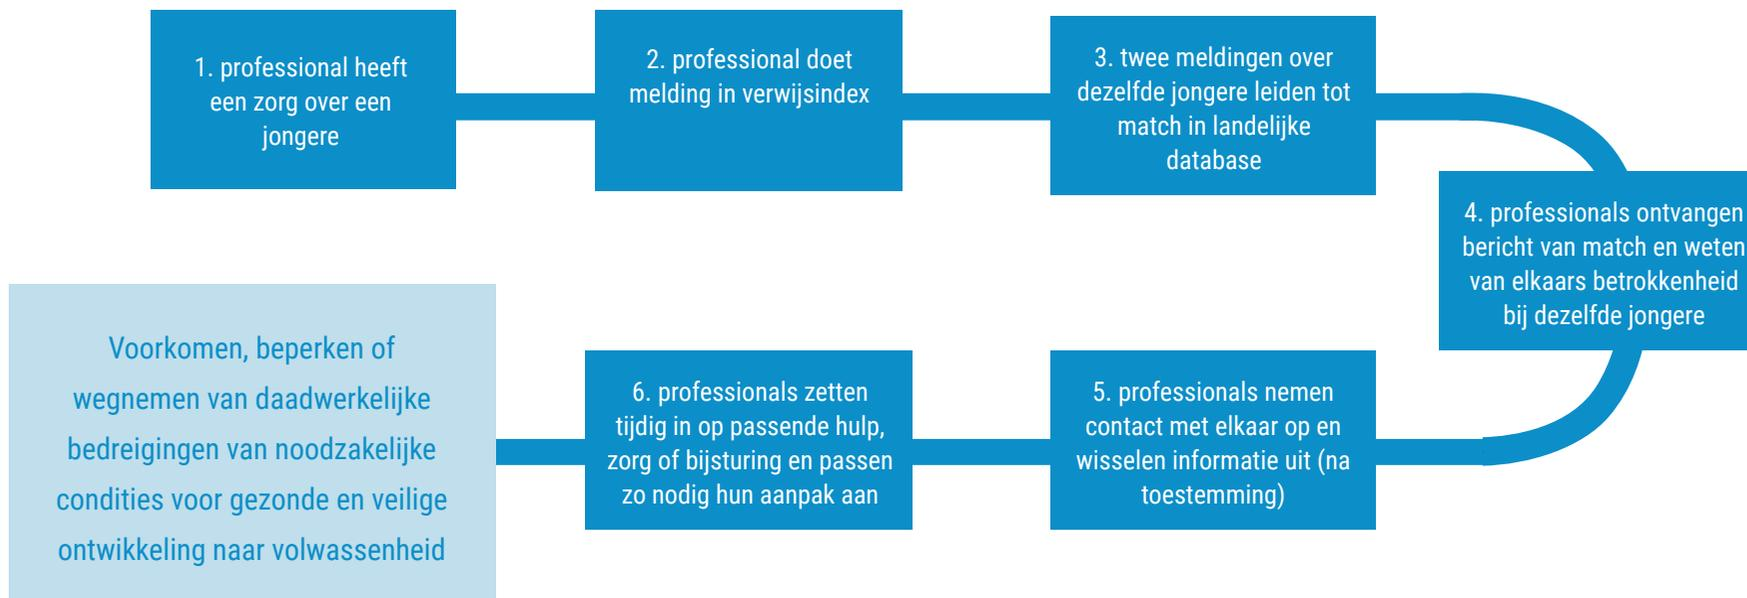 1. professional heeft
een zorg over een
jongere
2. professional doet
melding in verwijsindex
3. twee meldingen over
dezelfde jongere leiden tot
match in landelijke
database
4. professionals ontvangen
bericht van match en weten
van elkaars betrokkenheid
bij dezelfde jongere
5. professionals nemen
contact met elkaar op en
wisselen informatie uit (na
toestemming)
6. professionals zetten
tijdig in op passende hulp,
zorg of bijsturing en passen
zo nodig hun aanpak aan
Voorkomen, beperken of
wegnemen van daadwerkelijke
bedreigingen van noodzakelijke
condities voor gezonde en veilige
ontwikkeling naar volwassenheid